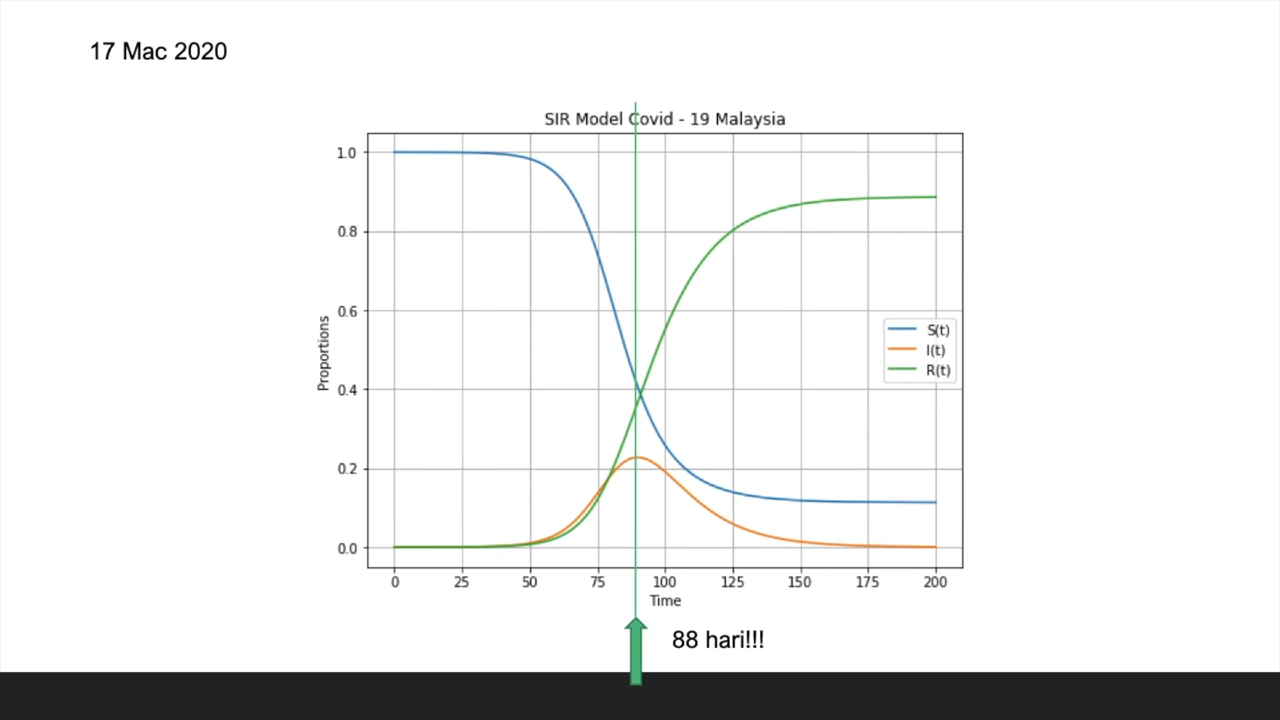 17 Mac 2020
SIR Model Covid - 19 Malaysia
1.0
0.8
0.6
0.4
0.2
0.0
Proportions
S(t)
I(t)
R(t)
0 25 50 75 100 125 150 175 200
Time
88 hari!!!